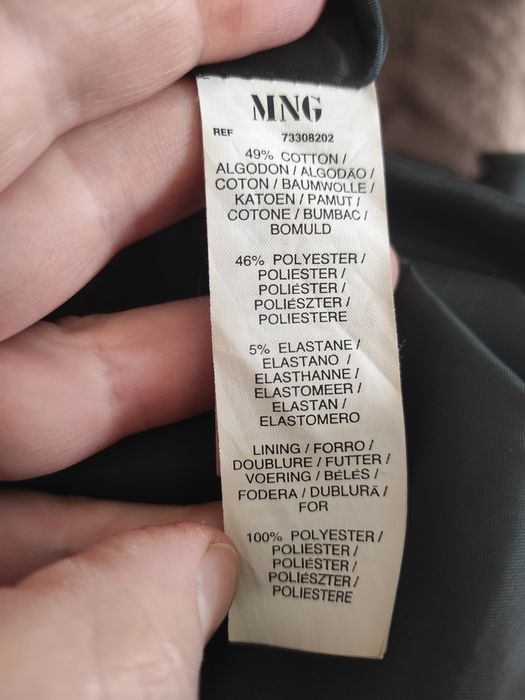 MNG
REF 73308202
49% COTTON /
ALGODON / ALGODÃO /
COTON / BAUMWOLLE /
KATOEN / PAMUT /
COTONE / BUMBAC /
BOMULD
46% POLYESTER /
POLIESTER /
POLIÉSTER /
POLIÉSZTER /
POLIESTERE
5% ELASTANE /
ELASTANO /
ELASTHANNE /
ELASTOMEER /
ELASTAN /
ELASTOMERO
LINING / FORRO /
DOUBLURE / FUTTER /
VOERING / BÉLÉS /
FODERA / DUBLURĂ /
FOR
100% POLYESTER /
POLIESTER /
POLIÉSTER /
POLIÉSZTER /
POLIESTERE